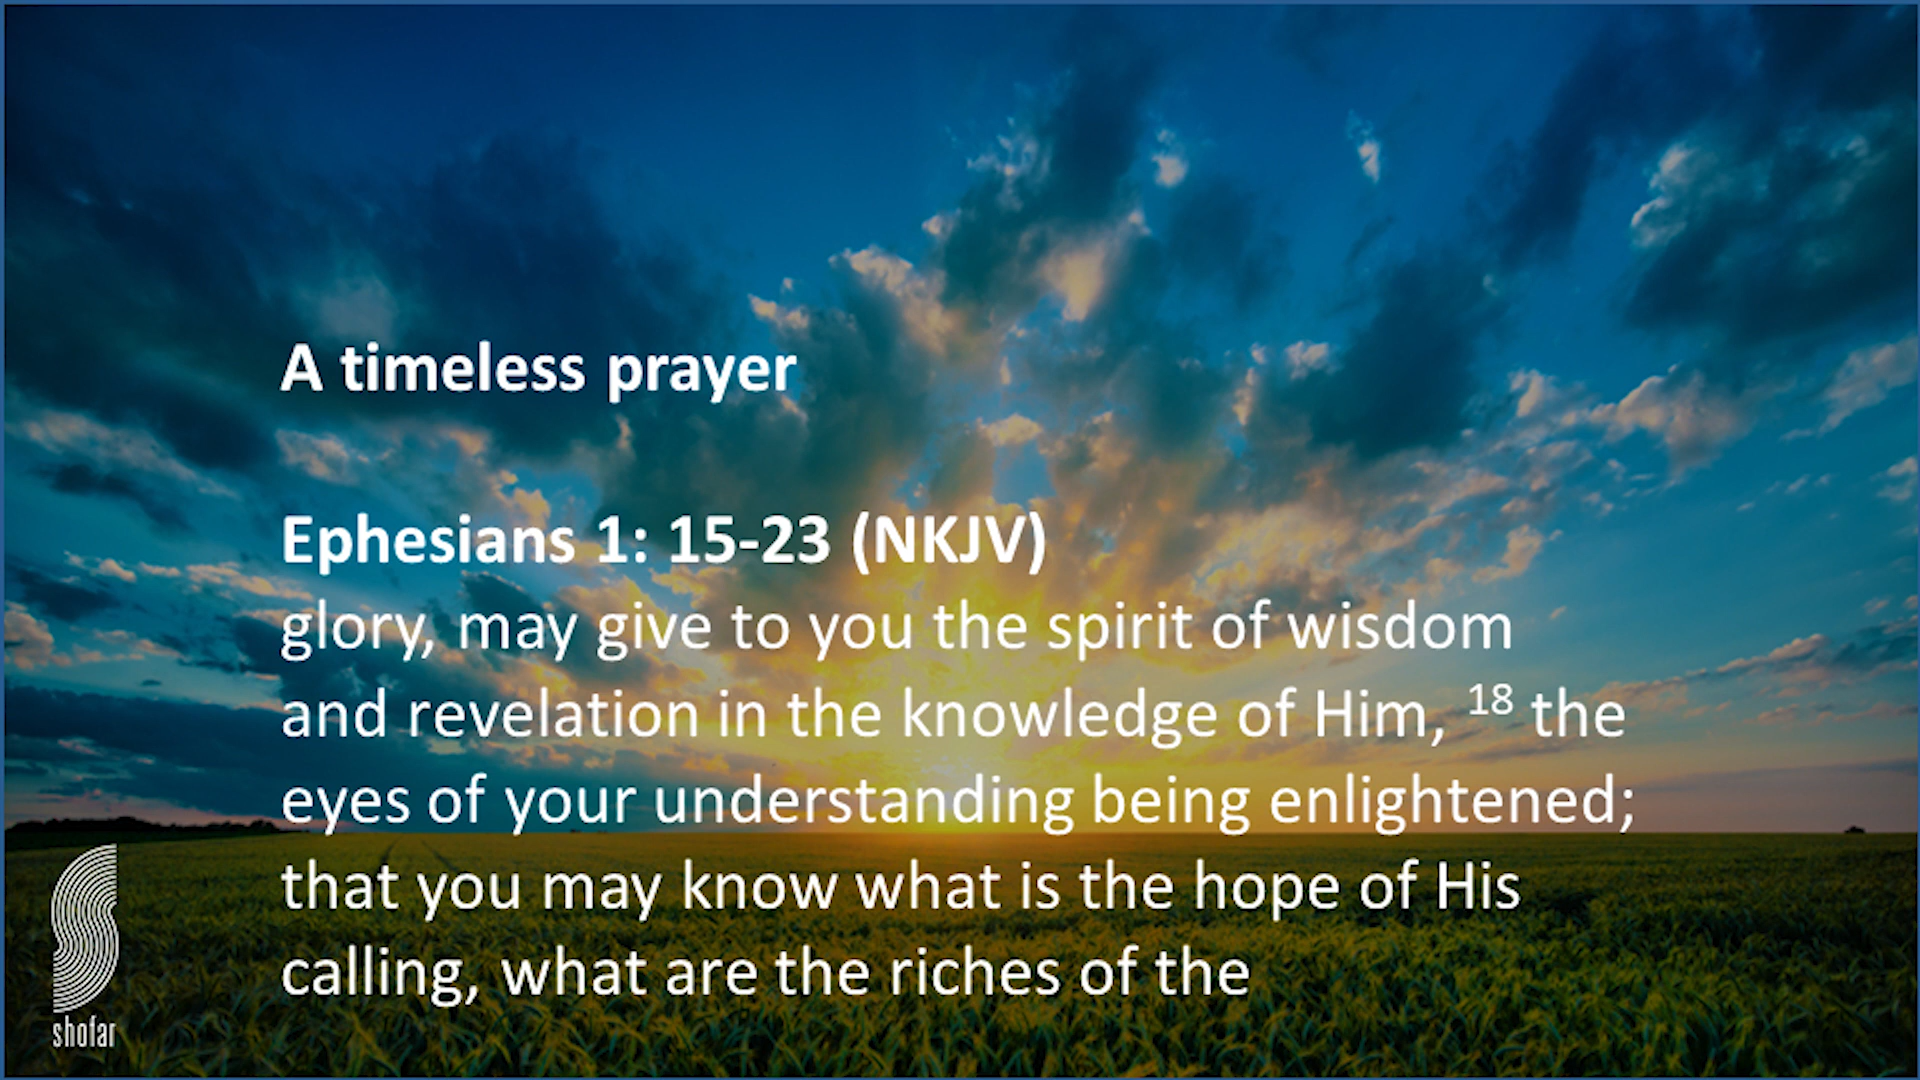 A timeless prayer
Ephesians 1: 15-23 (NKJV)
glory, may give to you the spirit of wisdom
and revelation in the knowledge of Him, 18 the
eyes of your understanding being enlightened;
that you may know what is the hope of His
calling, what are the riches of the
shofar